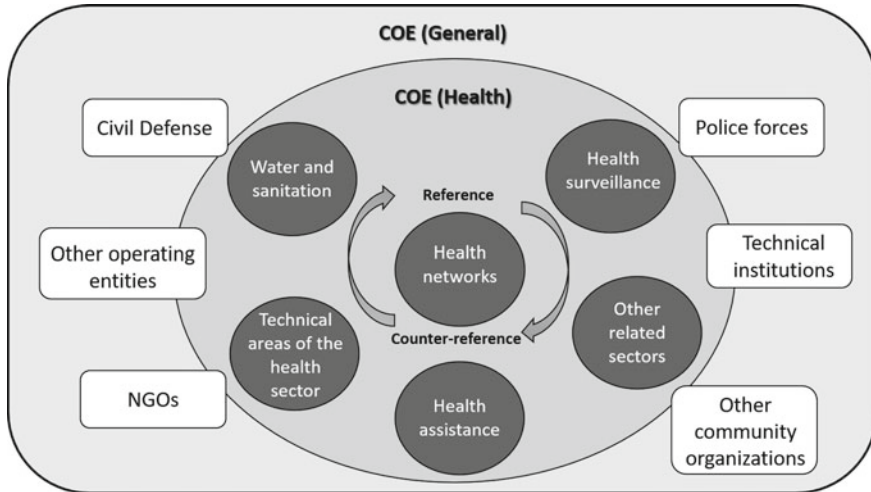 COE (General)
COE (Health)
Civil Defense
Police forces
Water and
sanitation
Health
surveillance
Reference
Other operating
entities
Health
networks
Technical
institutions
Technical
areas of the
health
sector
Counter-reference
Other
related
sectors
NGOs
Health
assistance
Other
community
organizations